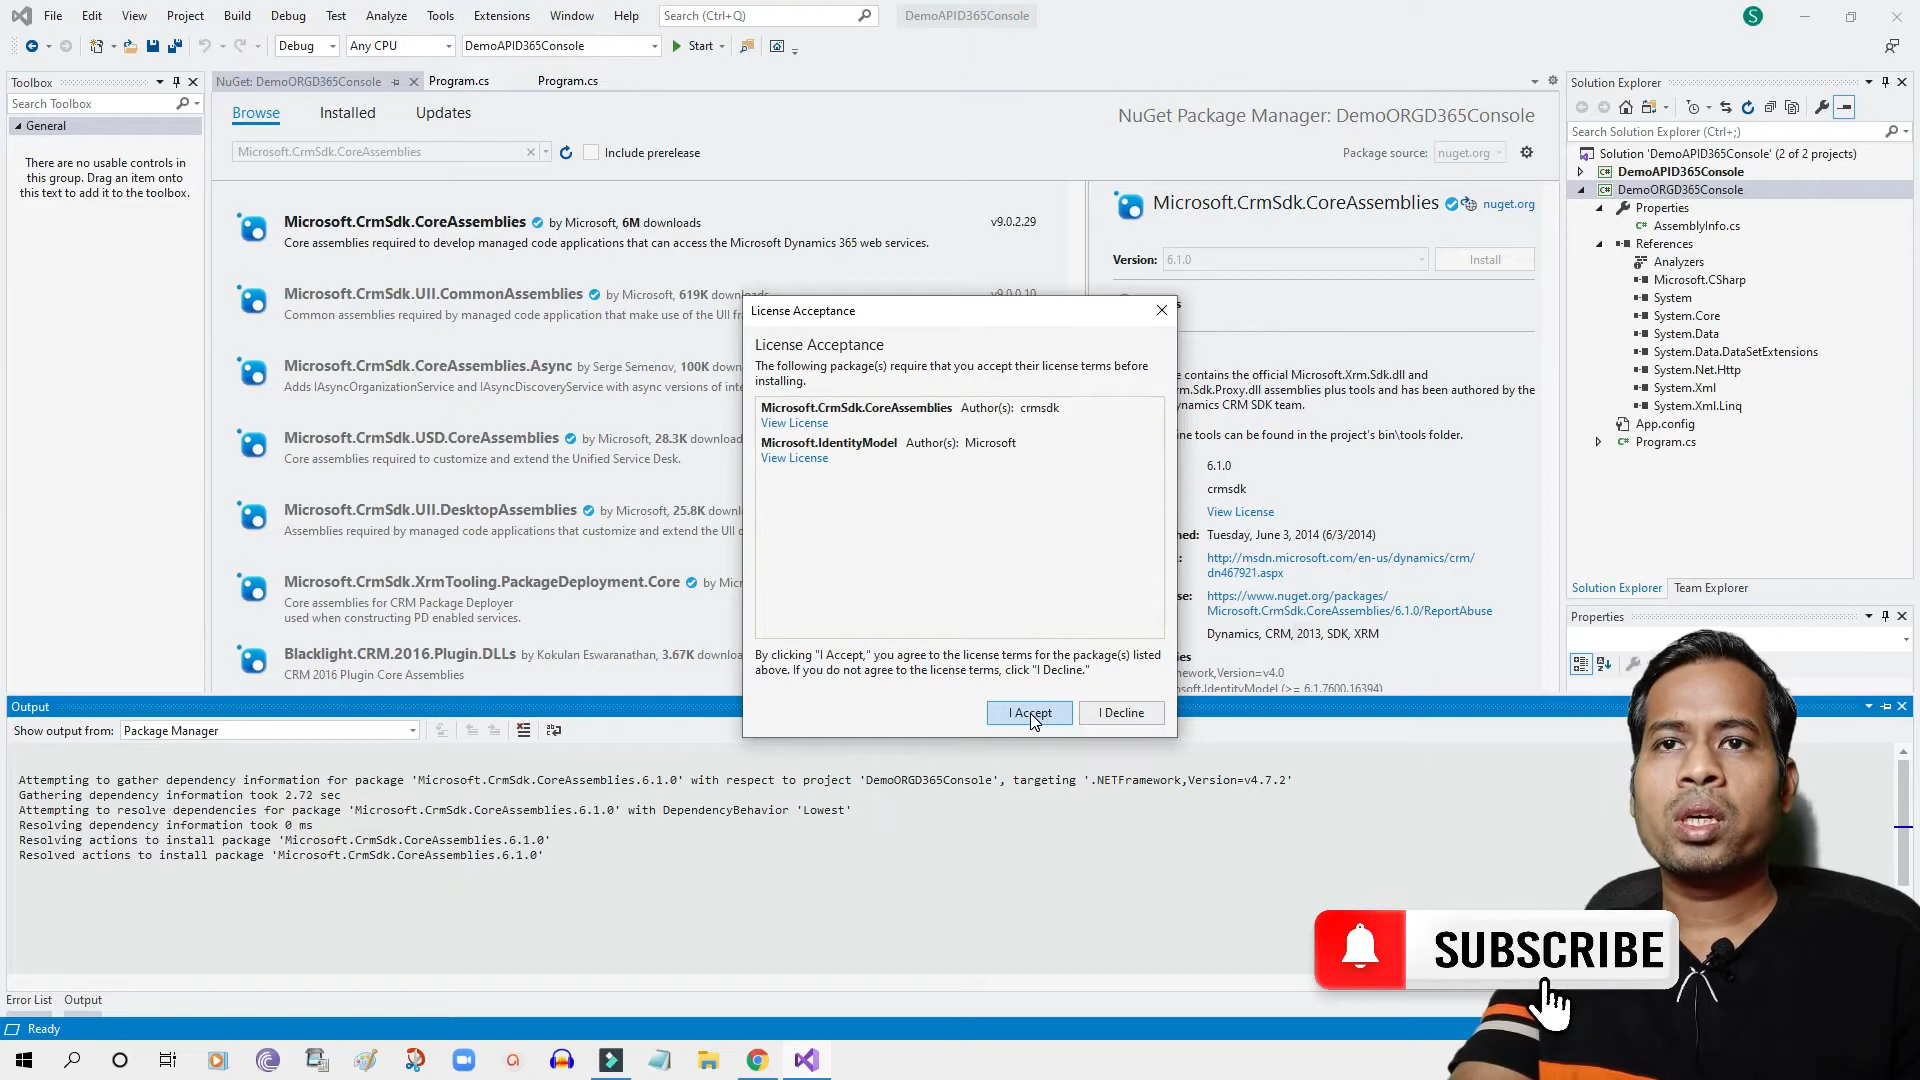 File Edit View Project Build Debug Test Analyze Tools Extensions Window Help Search (Ctrl+Q) DemoAPID365Console S
Debug Any CPU DemoAPID365Console Start
Toolbox
Search Toolbox
General
There are no usable controls in
this group. Drag an item onto
this text to add it to the toolbox.
NuGet: DemoORGD365Console Program.cs Program.cs
Browse Installed Updates
NuGet Package Manager: DemoORGD365Console
Microsoft.CrmSdk.CoreAssemblies Include prerelease
Package source: nuget.org
Microsoft.CrmSdk.CoreAssemblies by Microsoft, 6M downloads v9.0.2.29
Core assemblies required to develop managed code applications that can access the Microsoft Dynamics 365 web services.
Microsoft.CrmSdk.UII.CommonAssemblies by Microsoft, 619K downloads v9.0.0.10
Common assemblies required by managed code application that make use of the UII
Microsoft.CrmSdk.CoreAssemblies.Async by Serge Semenov, 100K
Adds IAsyncOrganizationService and IAsyncDiscoveryService with async versions of
Microsoft.CrmSdk.USD.CoreAssemblies by Microsoft, 28.3K downloads
Core assemblies required to customize and extend the Unified Service Desk.
Microsoft.CrmSdk.UII.DesktopAssemblies by Microsoft, 25.8K
Assemblies required by managed code applications that customize and extend the UII
Microsoft.CrmSdk.XrmTooling.PackageDeployment.Core by
Core assemblies for CRM Package Deployer
used when constructing PD enabled services.
Blacklight.CRM.2016.Plugin.DLLs by Kokulan Eswaranathan, 3.67K
CRM 2016 Plugin Core Assemblies
Microsoft.CrmSdk.CoreAssemblies nuget.org
Version: 6.1.0 Install
contains the official Microsoft.Xrm.Sdk.dll and
rm.Sdk.Proxy.dll assemblies plus tools and has been authored by the
ynamics CRM SDK team.
ine tools can be found in the project's bin\tools folder.
6.1.0
crmsdk
View License
Tuesday, June 3, 2014 (6/3/2014)
http://msdn.microsoft.com/en-us/dynamics/crm/
dn467921.aspx
https://www.nuget.org/packages/
Microsoft.CrmSdk.CoreAssemblies/6.1.0/ReportAbuse
Dynamics, CRM, 2013, SDK, XRM
ework,Version=v4.0
soft.IdentityModel (>= 6.1.7600.16394)
License Acceptance
License Acceptance
The following package(s) require that you accept their license terms before
installing.
Microsoft.CrmSdk.CoreAssemblies Author(s): crmsdk
View License
Microsoft.IdentityModel Author(s): Microsoft
View License
By clicking "I Accept," you agree to the license terms for the package(s) listed
above. If you do not agree to the license terms, click "I Decline."
I Accept I Decline
Solution Explorer
Search Solution Explorer (Ctrl+;)
Solution 'DemoAPID365Console' (2 of 2 projects)
DemoAPID365Console
DemoORGD365Console
Properties
AssemblyInfo.cs
References
Analyzers
Microsoft.CSharp
System
System.Core
System.Data
System.Data.DataSetExtensions
System.Net.Http
System.Xml
System.Xml.Linq
App.config
Program.cs
Solution Explorer Team Explorer
Properties
Output
Show output from: Package Manager
Attempting to gather dependency information for package 'Microsoft.CrmSdk.CoreAssemblies.6.1.0' with respect to project 'DemoORGD365Console', targeting '.NETFramework,Version=v4.7.2'
Gathering dependency information took 2.72 sec
Attempting to resolve dependencies for package 'Microsoft.CrmSdk.CoreAssemblies.6.1.0' with DependencyBehavior 'Lowest'
Resolving dependency information took 0 ms
Resolving actions to install package 'Microsoft.CrmSdk.CoreAssemblies.6.1.0'
Resolved actions to install package 'Microsoft.CrmSdk.CoreAssemblies.6.1.0'
SUBSCRIBE
Error List Output
Ready